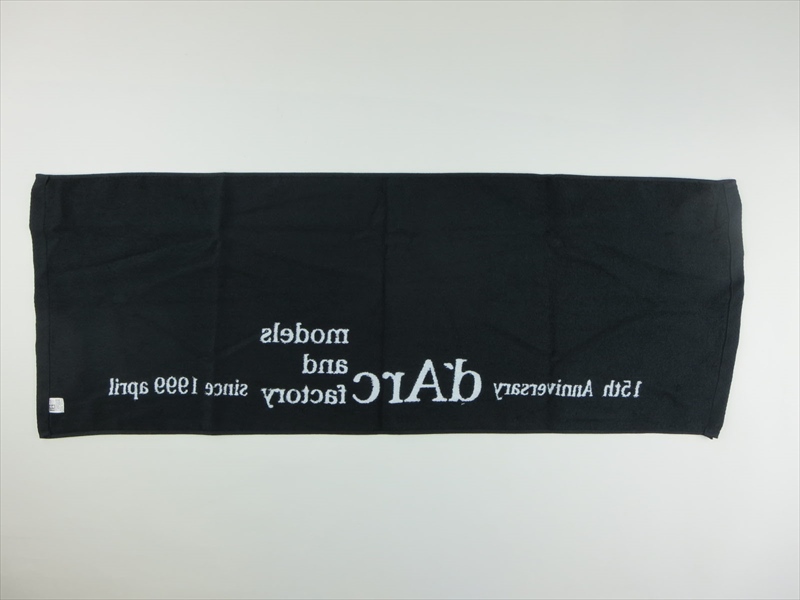 15th Anniversary d'Arc models and factory since 1999 april